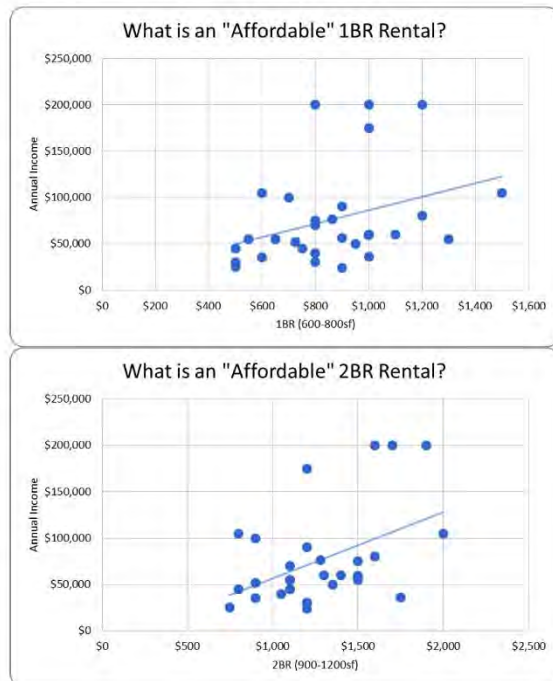 What is an "Affordable" 1BR Rental?
$250,000
$200,000
$150,000
$100,000
$50,000
$0
Annual Income
$0 $200 $400 $600 $800 $1,000 $1,200 $1,400 $1,600
1BR (600-800sf)
What is an "Affordable" 2BR Rental?
$250,000
$200,000
$150,000
$100,000
$50,000
$0
Annual Income
$0 $500 $1,000 $1,500 $2,000 $2,500
2BR (900-1200sf)